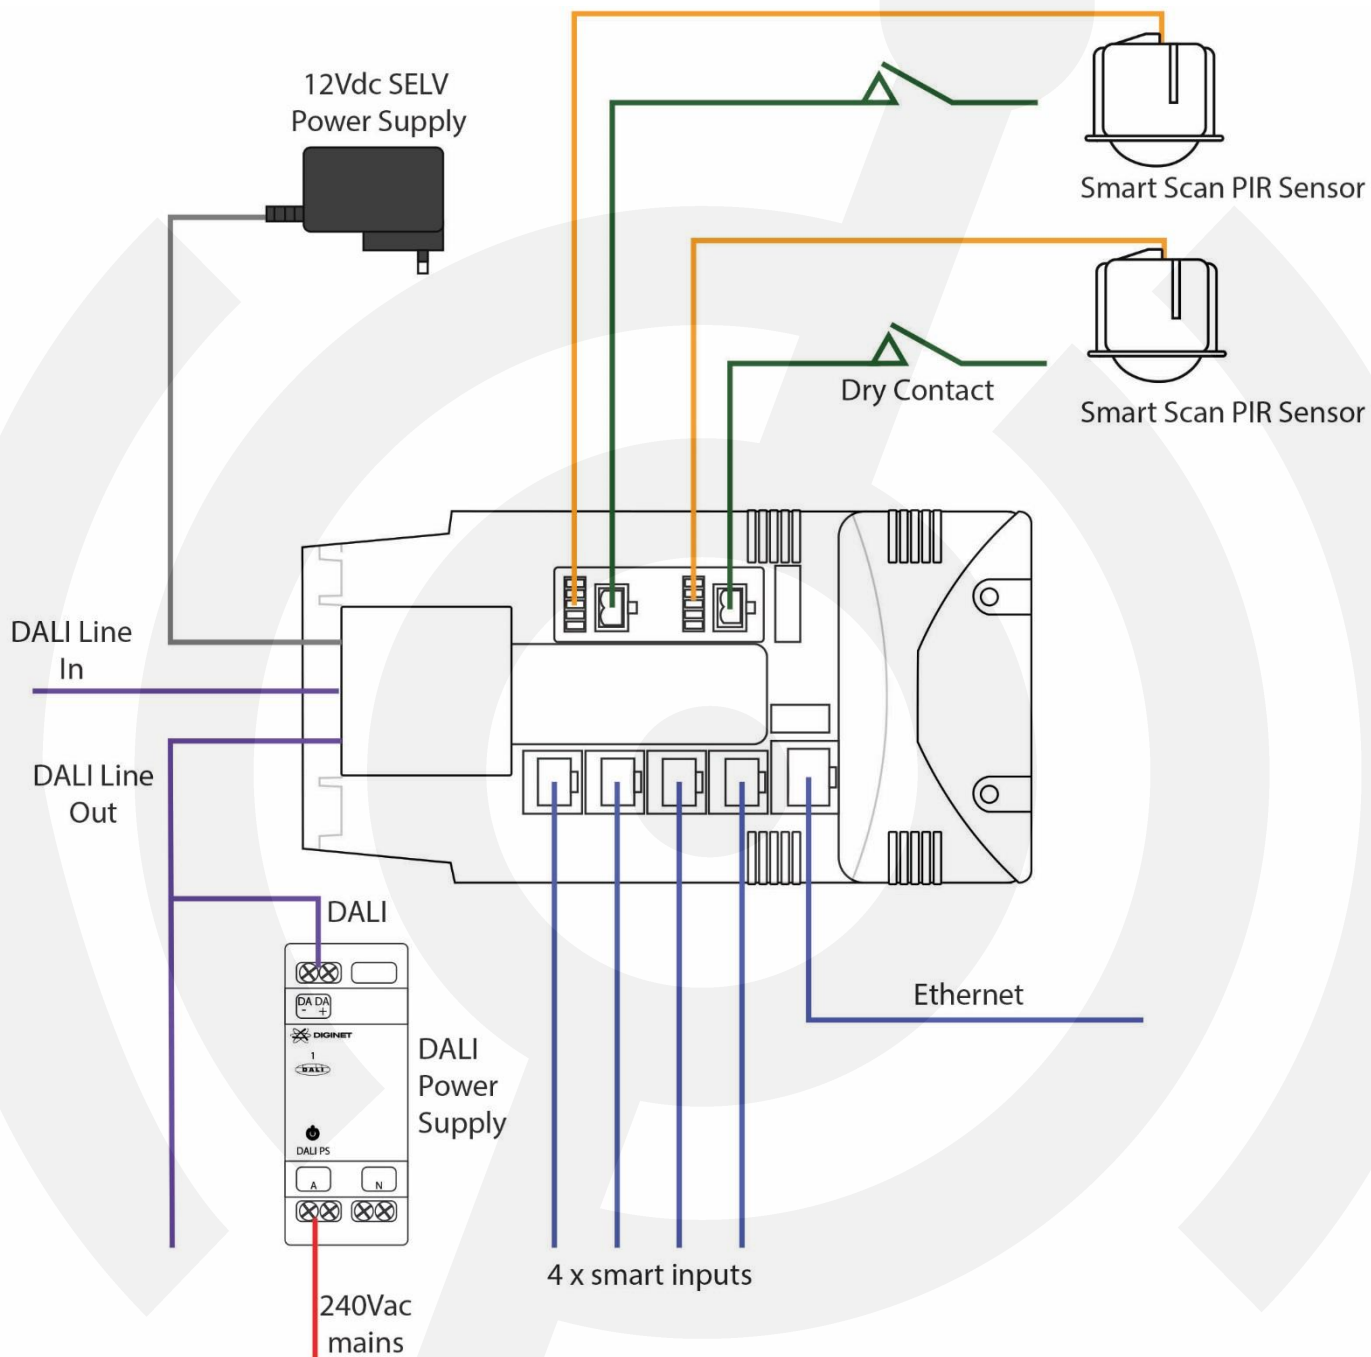 12Vdc SELV
Power Supply
Smart Scan PIR Sensor
Dry Contact
Smart Scan PIR Sensor
DALI Line
In
DALI Line
Out
DALI
DA DA
- +
DIGINET
1
DALI
DALI PS
A N
DALI
Power
Supply
Ethernet
4 x smart inputs
240Vac
mains